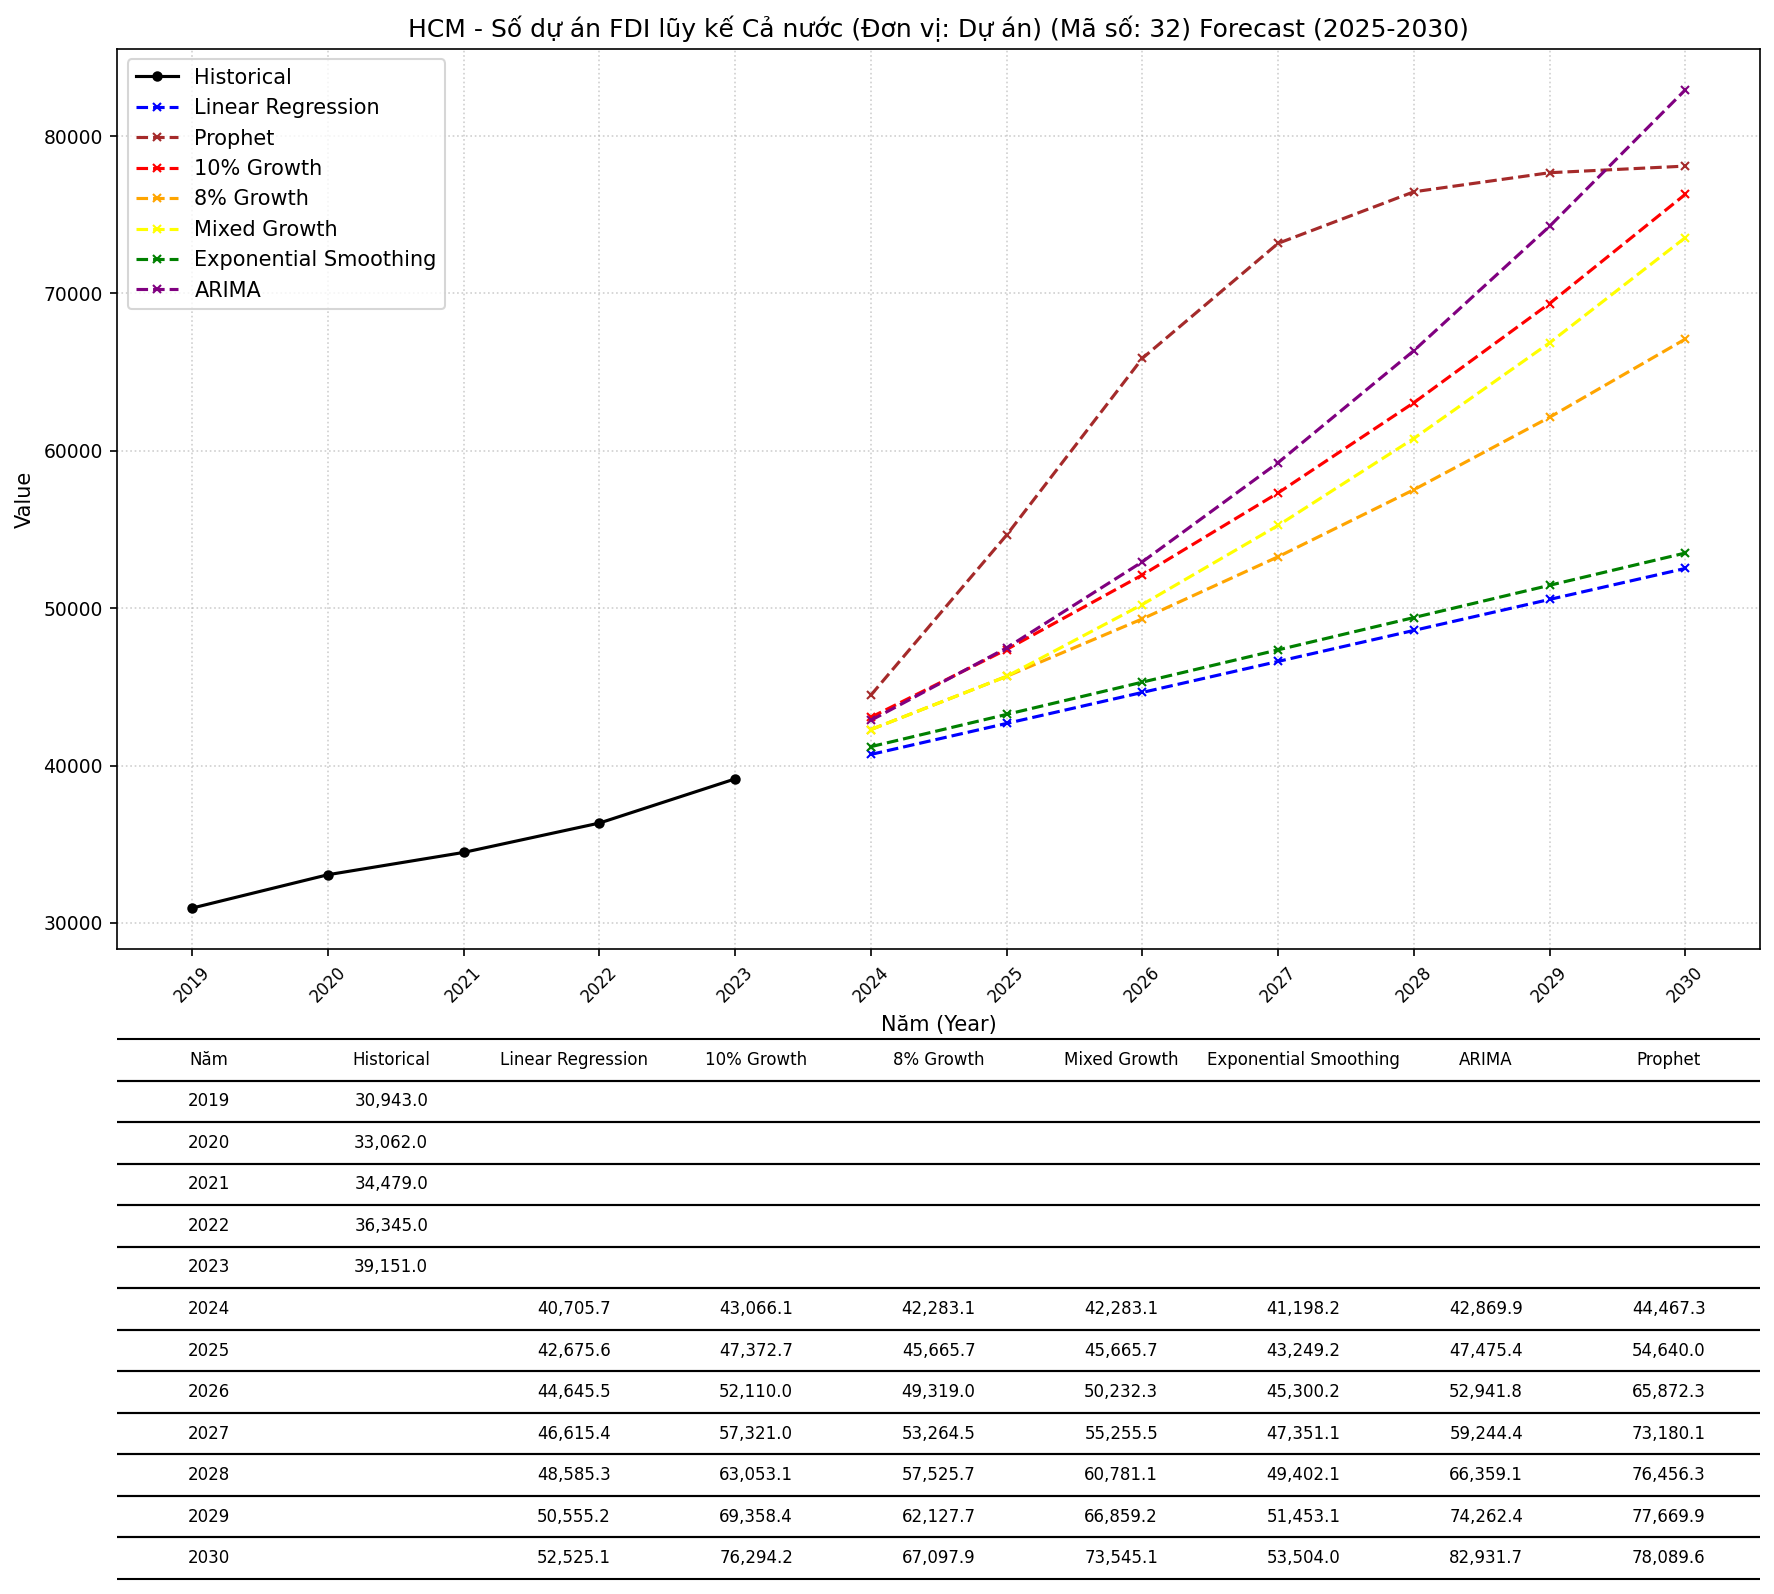 HCM - Số dự án FDI lũy kế Cả nước (Đơn vị: Dự án) (Mã số: 32) Forecast (2025-2030)
Historical
Linear Regression
Prophet
10% Growth
8% Growth
Mixed Growth
Exponential Smoothing
ARIMA
80000
70000
60000
50000
40000
30000
Value
2019 2020 2021 2022 2023 2024 2025 2026 2027 2028 2029 2030
Năm (Year)
Năm Historical Linear Regression 10% Growth 8% Growth Mixed Growth Exponential Smoothing ARIMA Prophet
2019 30,943.0
2020 33,062.0
2021 34,479.0
2022 36,345.0
2023 39,151.0
2024 40,705.7 43,066.1 42,283.1 42,283.1 41,198.2 42,869.9 44,467.3
2025 42,675.6 47,372.7 45,665.7 45,665.7 43,249.2 47,475.4 54,640.0
2026 44,645.5 52,110.0 49,319.0 50,232.3 45,300.2 52,941.8 65,872.3
2027 46,615.4 57,321.0 53,264.5 55,255.5 47,351.1 59,244.4 73,180.1
2028 48,585.3 63,053.1 57,525.7 60,781.1 49,402.1 66,359.1 76,456.3
2029 50,555.2 69,358.4 62,127.7 66,859.2 51,453.1 74,262.4 77,669.9
2030 52,525.1 76,294.2 67,097.9 73,545.1 53,504.0 82,931.7 78,089.6